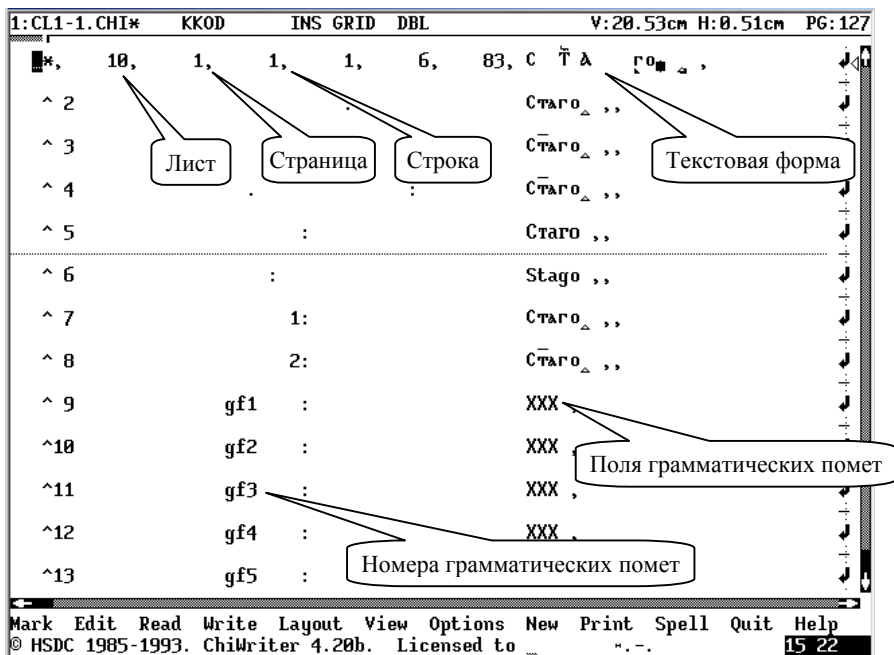 1:CL1-1.CHI* KKOD INS GRID DBL V:20.53cm H:0.51cm PG:127
*, 10, 1, 1, 1, 6, 83, С Т А го ,
^ 2 . Старо ,,
^ 3 Старо ,,
Лист Страница Строка Текстовая форма
^ 4 . : Старо ,,
^ 5 : Старо ,,
^ 6 : Stago ,,
^ 7 1: Старо ,,
^ 8 2: Старо ,,
^ 9 gf1 : XXX ,
^10 gf2 : XXX ,
Поля грамматических помет
^11 gf3 : XXX ,
^12 gf4 : XXX ,
Номера грамматических помет
^13 gf5 :
Mark Edit Read Write Layout View Options New Print Spell Quit Help
© HSDC 1985-1993. ChiWriter 4.20b. Licensed to 15 22